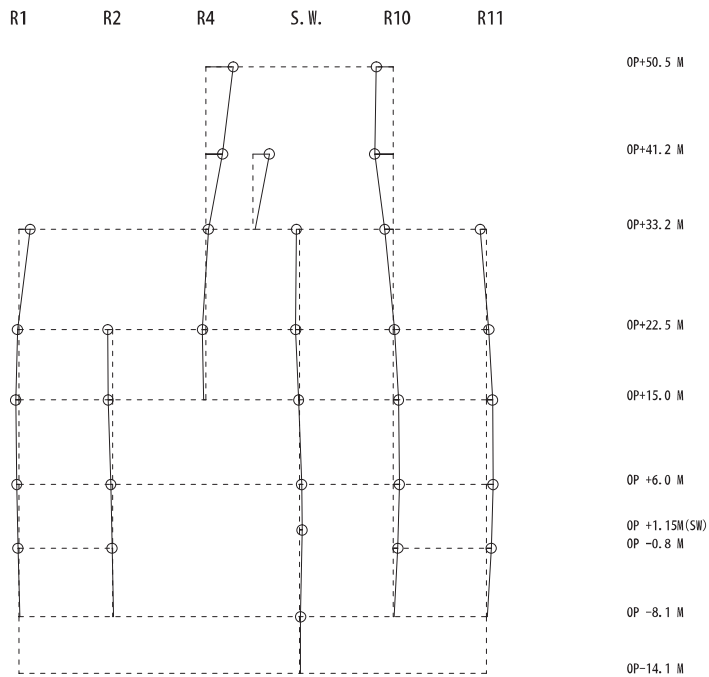 R1 R2 R4 S.W. R10 R11
OP+50.5 M
OP+41.2 M
OP+33.2 M
OP+22.5 M
OP+15.0 M
OP +6.0 M
OP +1.15M(SW)
OP -0.8 M
OP -8.1 M
OP-14.1 M